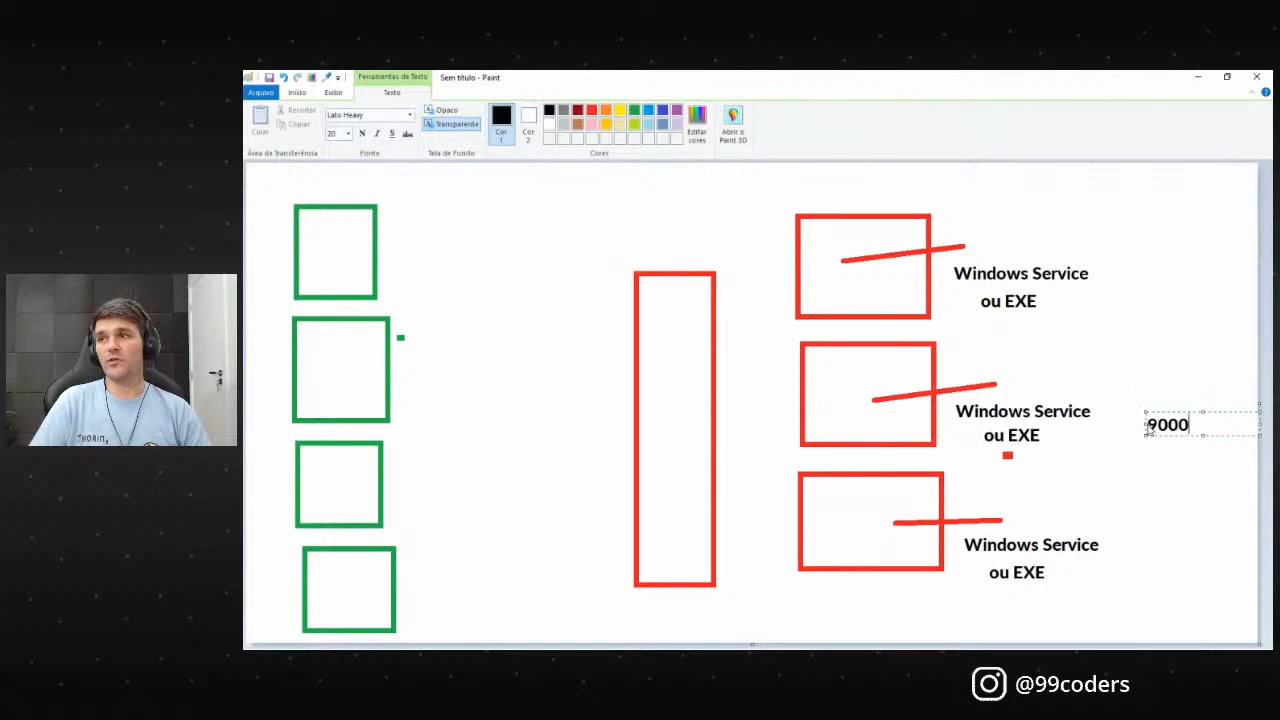 Ferramentas de Texto
Sem título - Paint
Arquivo
Início
Exibir
Texto
Colar
Recortar
Copiar
Área de Transferência
Lato Heavy
20
N
I
S
abc
Fonte
Opaco
Transparente
Tela de Fundo
Cor
1
Cor
2
Cores
Editar
cores
Abrir o
Paint 3D
Windows Service
ou EXE
Windows Service
ou EXE
9000
Windows Service
ou EXE
THORIN,
@99coders